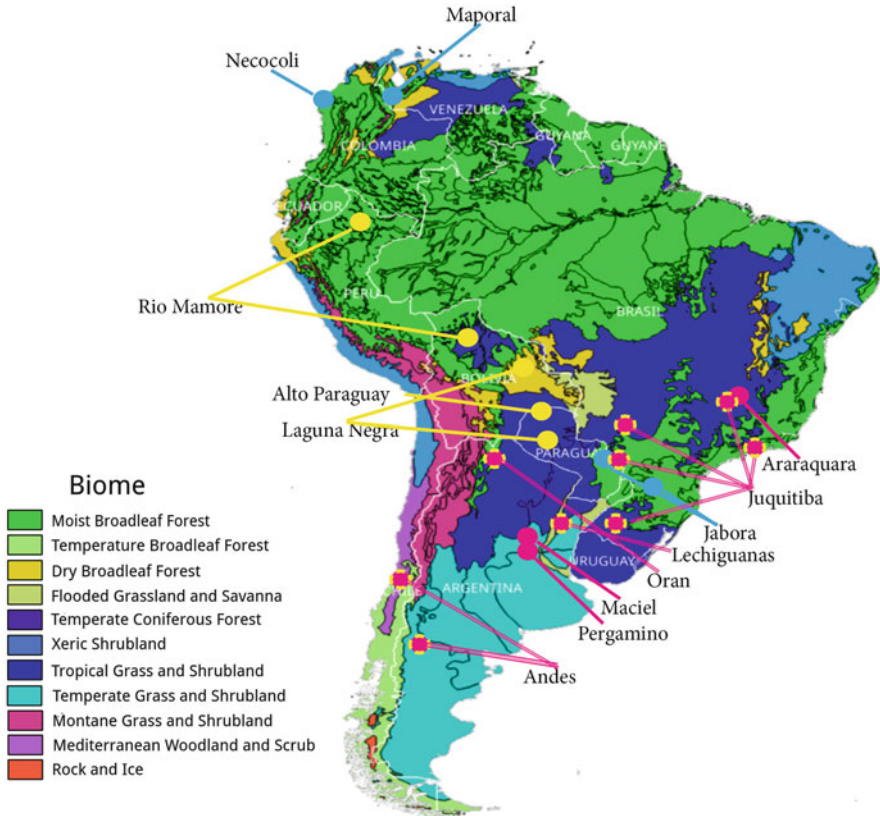 Maporal
Necocoli
VENEZUELA
GUYANA
GUYANE
COLOMBIA
ECUADOR
Rio Mamore
PERU
BRASIL
BOLIVIA
Alto Paraguay
Laguna Negra
PARAGUA
Araraquara
Juquitiba
Jabora
Lechiguanas
Oran
URUGUAY
Maciel
ARGENTINA
Pergamino
Andes
Biome
Moist Broadleaf Forest
Temperature Broadleaf Forest
Dry Broadleaf Forest
Flooded Grassland and Savanna
Temperate Coniferous Forest
Xeric Shrubland
Tropical Grass and Shrubland
Temperate Grass and Shrubland
Montane Grass and Shrubland
Mediterranean Woodland and Scrub
Rock and Ice